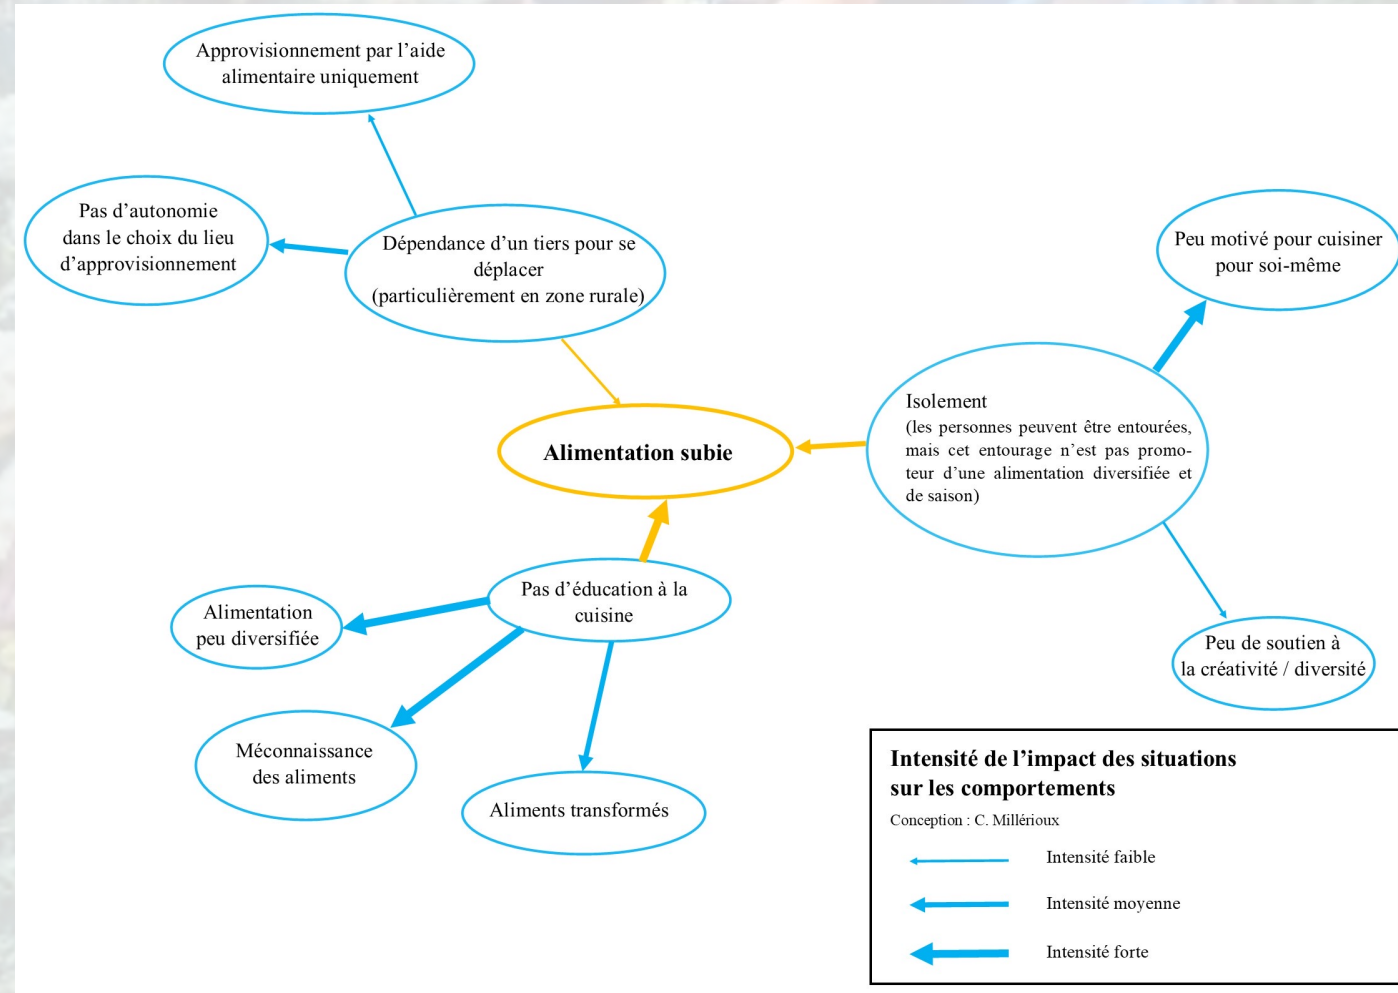 Approvisionnement par l’aide
alimentaire uniquement
Pas d’autonomie
dans le choix du lieu
d’approvisionnement
Dépendance d’un tiers pour se
déplacer
(particulièrement en zone rurale)
Peu motivé pour cuisiner
pour soi-même
Isolement
(les personnes peuvent être entourées,
mais cet entourage n’est pas promo-
teur d’une alimentation diversifiée et
de saison)
Alimentation subie
Pas d’éducation à la
cuisine
Alimentation
peu diversifiée
Peu de soutien à
la créativité / diversité
Méconnaissance
des aliments
Aliments transformés
Intensité de l’impact des situations
sur les comportements
Conception : C. Millérioux
Intensité faible
Intensité moyenne
Intensité forte